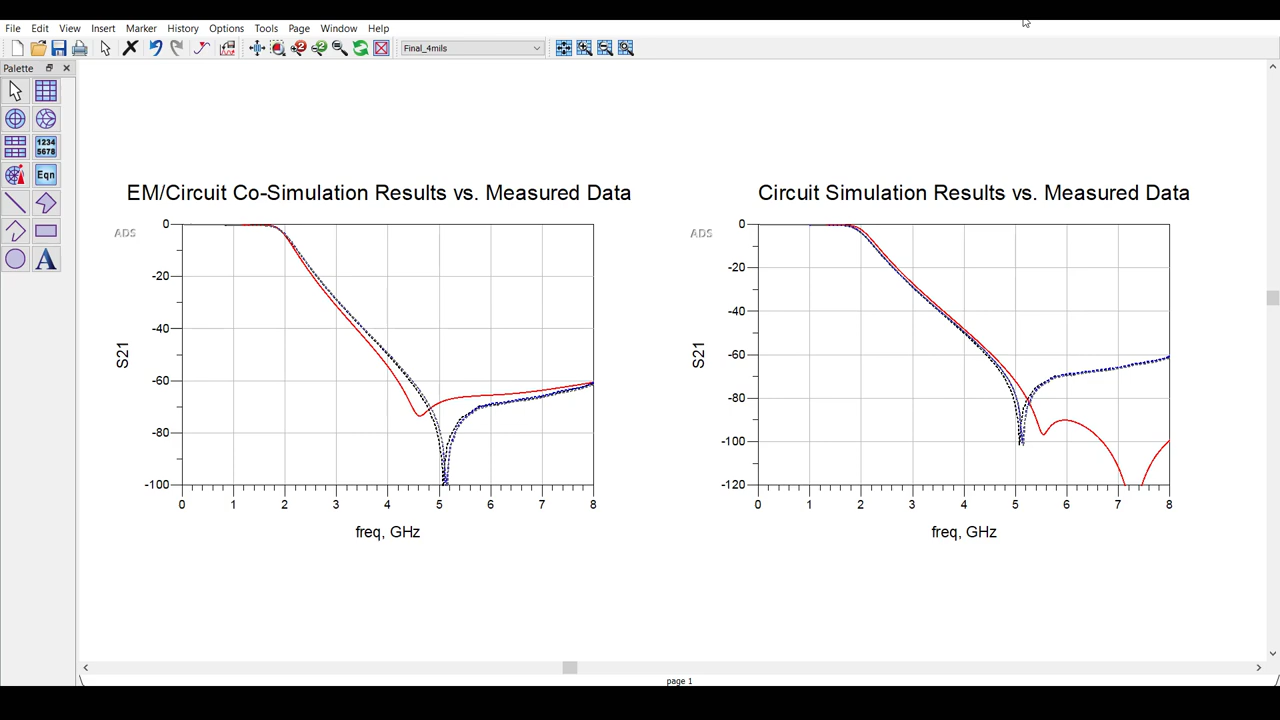 File Edit View Insert Marker History Options Tools Page Window Help
Final_4mils
Palette
1234
5678
Eqn
A
EM/Circuit Co-Simulation Results vs. Measured Data
ADS
0
-20
-40
-60
-80
-100
S21
0 1 2 3 4 5 6 7 8
freq, GHz
Circuit Simulation Results vs. Measured Data
ADS
0
-20
-40
-60
-80
-100
-120
S21
0 1 2 3 4 5 6 7 8
freq, GHz
page 1